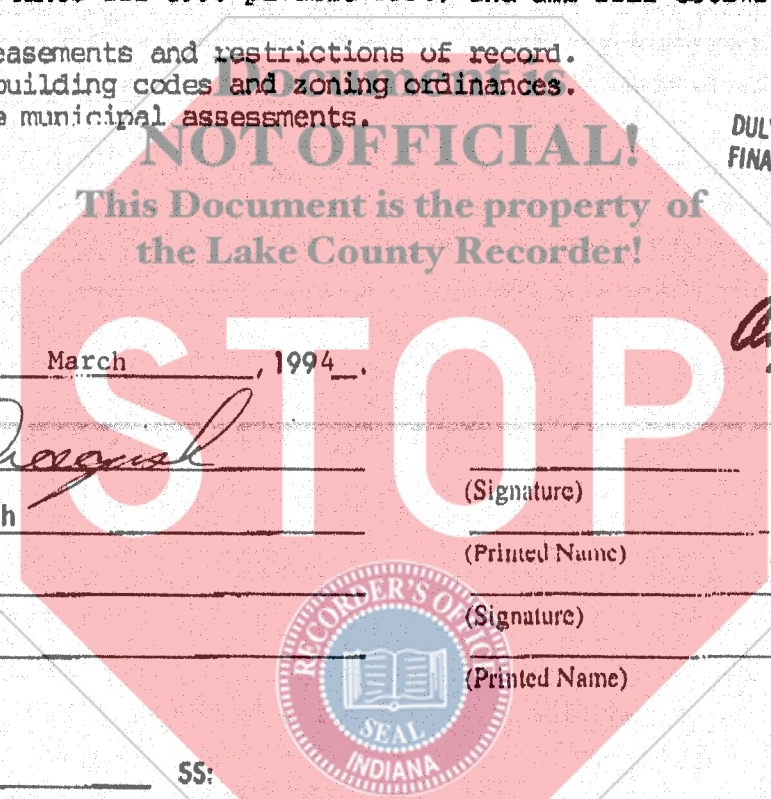 easements and restrictions of record.
building codes and zoning ordinances.
municipal assessments.
Document is
NOT OFFICIAL!
This Document is the property of
the Lake County Recorder!
DULY
FINA
STOP
March , 1994 .
(Signature)
h
(Printed Name)
(Signature)
(Printed Name)
RECORDER'S OFFICE
SEAL
INDIANA
SS: